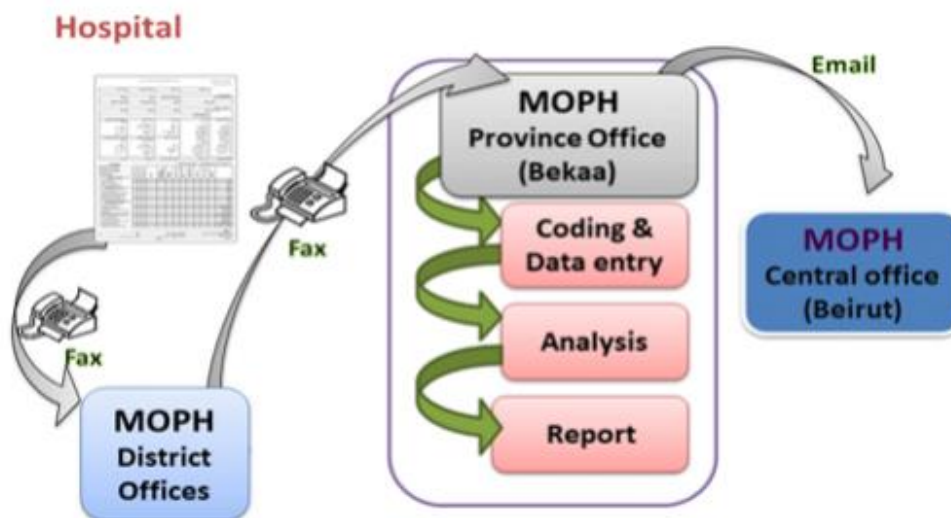 Hospital
Fax
MOPH
District
Offices
Fax
MOPH
Province Office
(Bekaa)
Coding &
Data entry
Analysis
Report
Email
MOPH
Central office
(Beirut)